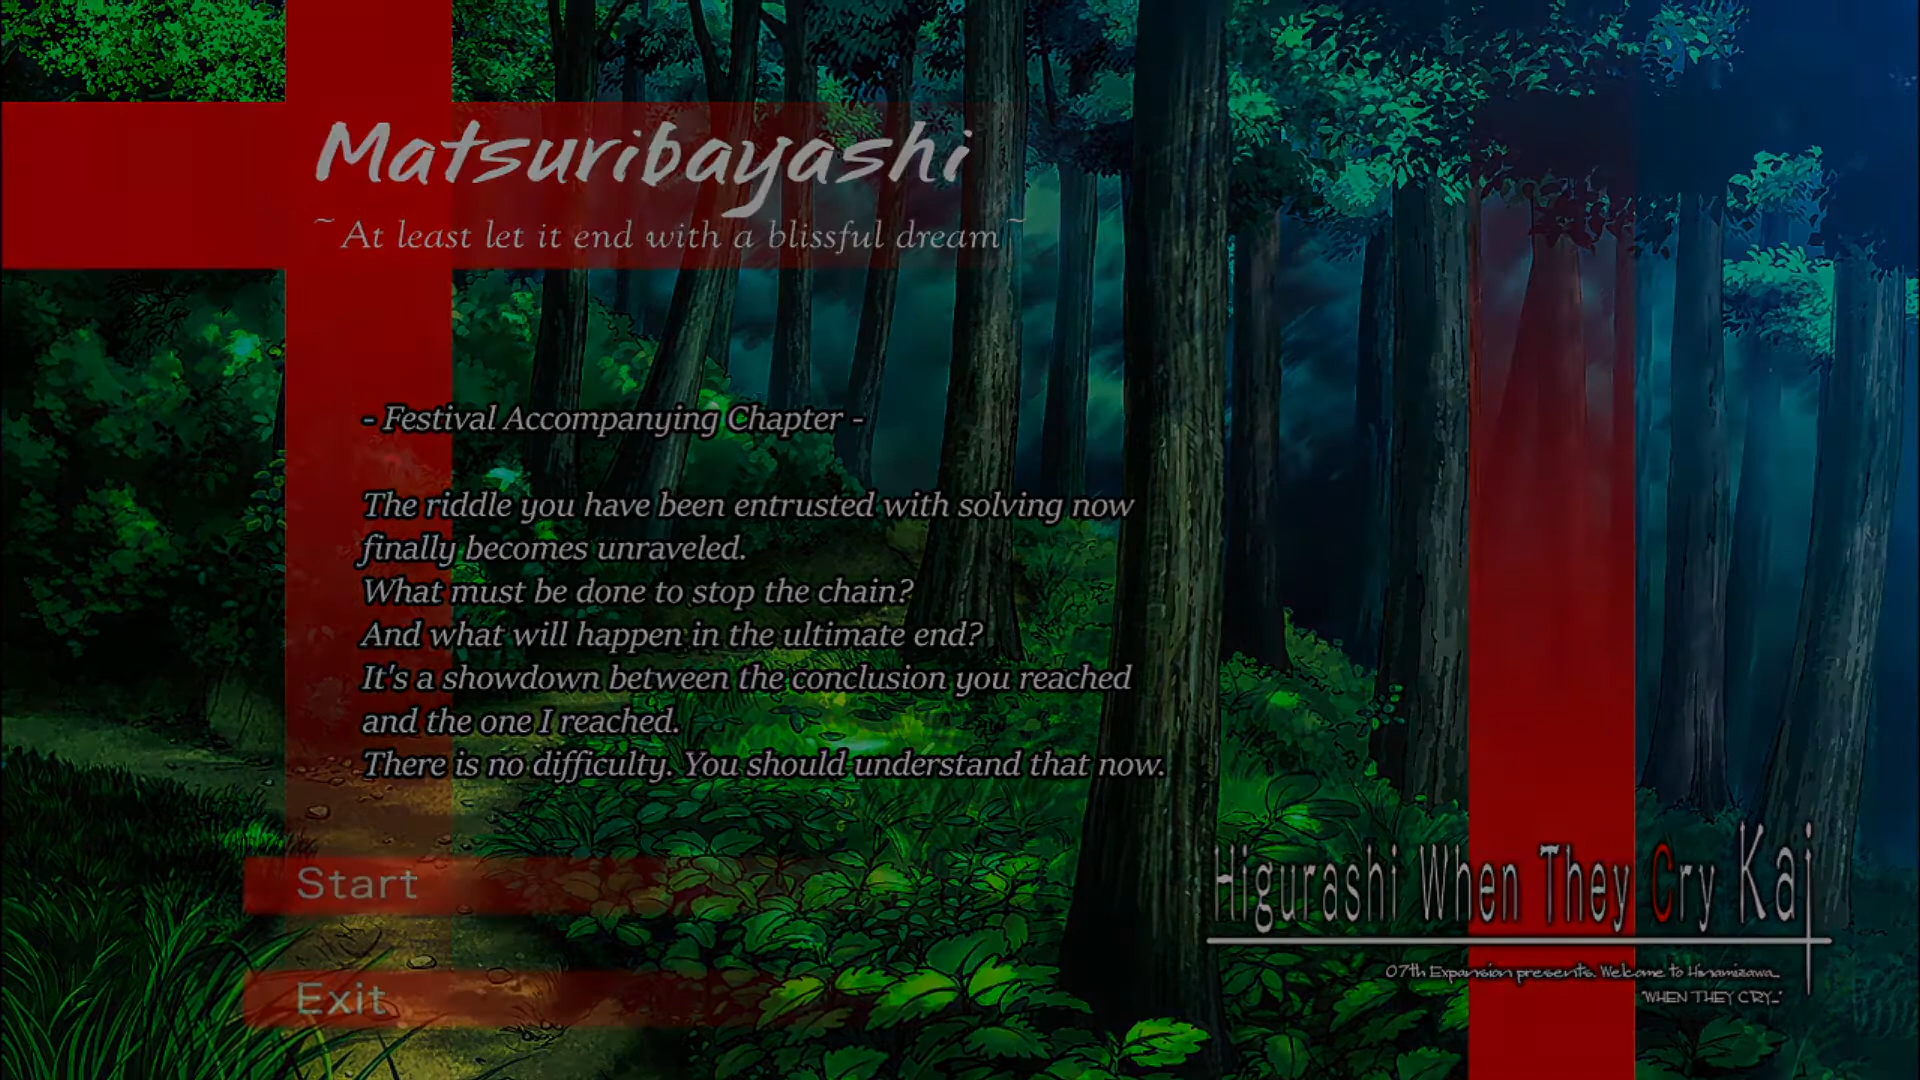 Matsuribayashi
~At least let it end with a blissful dream~
- Festival Accompanying Chapter -
The riddle you have been entrusted with solving now
finally becomes unraveled.
What must be done to stop the chain?
And what will happen in the ultimate end?
It's a showdown between the conclusion you reached
and the one I reached.
There is no difficulty. You should understand that now.
Start
Exit
Higurashi When They Cry Kai
07th Expansion presents. Welcome to Hinamizawa...
"WHEN THEY CRY..."